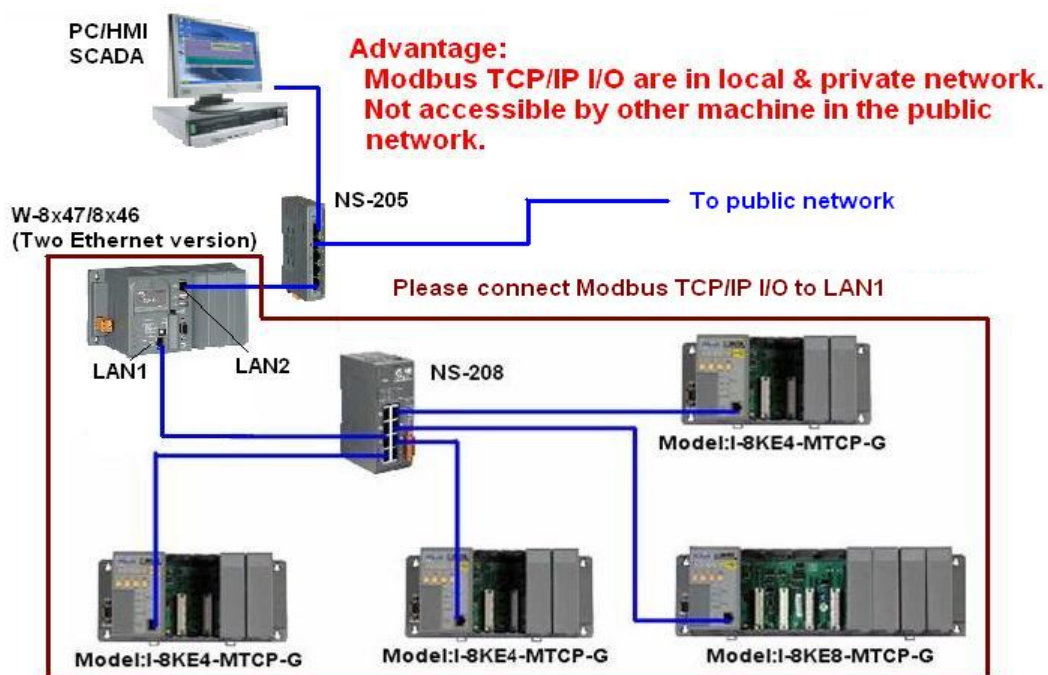 PC/HMI
SCADA
Advantage:
Modbus TCP/IP I/O are in local & private network.
Not accessible by other machine in the public
network.
NS-205
To public network
W-8x47/8x46
(Two Ethernet version)
Please connect Modbus TCP/IP I/O to LAN1
LAN1
LAN2
NS-208
Model:I-8KE4-MTCP-G
Model:I-8KE4-MTCP-G
Model:I-8KE4-MTCP-G
Model:I-8KE8-MTCP-G